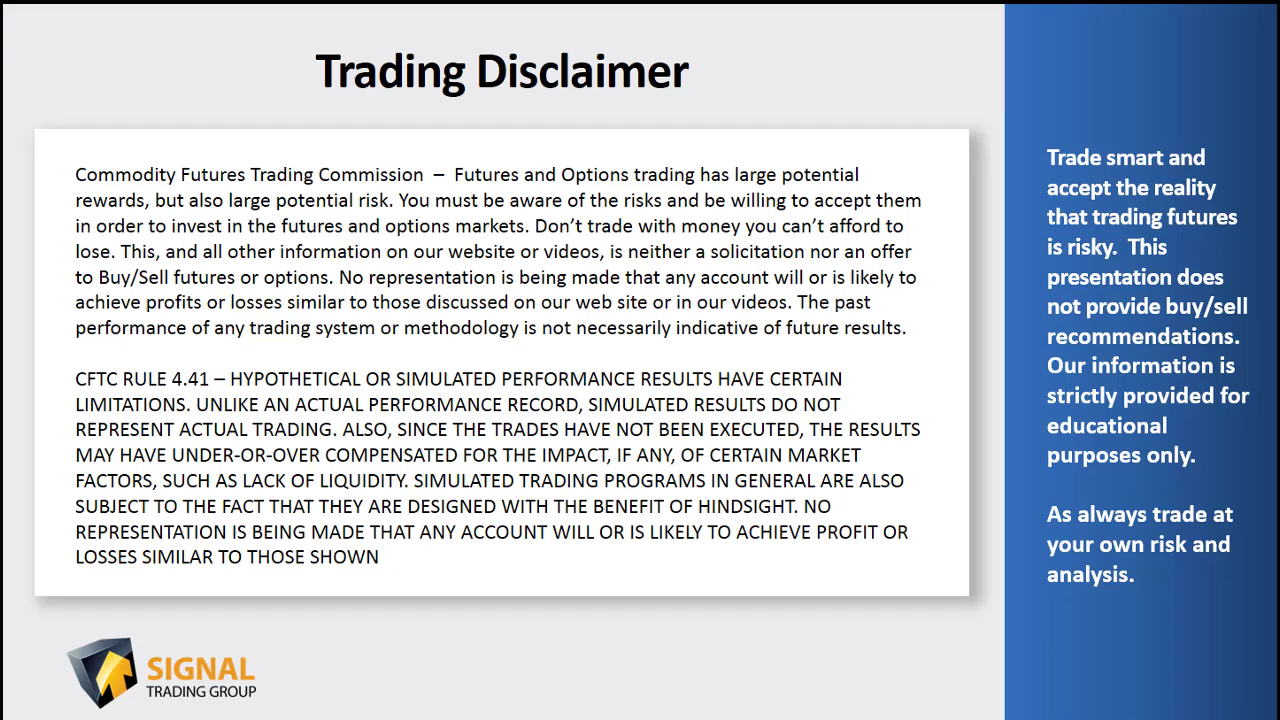 Trading Disclaimer
Commodity Futures Trading Commission – Futures and Options trading has large potential
rewards, but also large potential risk. You must be aware of the risks and be willing to accept them
in order to invest in the futures and options markets. Don’t trade with money you can’t afford to
lose. This, and all other information on our website or videos, is neither a solicitation nor an offer
to Buy/Sell futures or options. No representation is being made that any account will or is likely to
achieve profits or losses similar to those discussed on our web site or in our videos. The past
performance of any trading system or methodology is not necessarily indicative of future results.
CFTC RULE 4.41 – HYPOTHETICAL OR SIMULATED PERFORMANCE RESULTS HAVE CERTAIN
LIMITATIONS. UNLIKE AN ACTUAL PERFORMANCE RECORD, SIMULATED RESULTS DO NOT
REPRESENT ACTUAL TRADING. ALSO, SINCE THE TRADES HAVE NOT BEEN EXECUTED, THE RESULTS
MAY HAVE UNDER-OR-OVER COMPENSATED FOR THE IMPACT, IF ANY, OF CERTAIN MARKET
FACTORS, SUCH AS LACK OF LIQUIDITY. SIMULATED TRADING PROGRAMS IN GENERAL ARE ALSO
SUBJECT TO THE FACT THAT THEY ARE DESIGNED WITH THE BENEFIT OF HINDSIGHT. NO
REPRESENTATION IS BEING MADE THAT ANY ACCOUNT WILL OR IS LIKELY TO ACHIEVE PROFIT OR
LOSSES SIMILAR TO THOSE SHOWN
SIGNAL
TRADING GROUP
Trade smart and
accept the reality
that trading futures
is risky. This
presentation does
not provide buy/sell
recommendations.
Our information is
strictly provided for
educational
purposes only.
As always trade at
your own risk and
analysis.